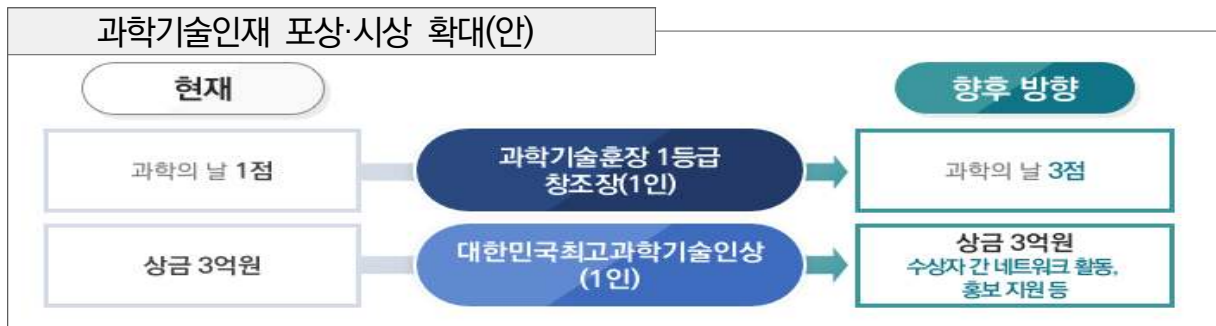 과학기술인재 포상·시상 확대(안)
현재
향후 방향
과학의 날 1점
과학기술훈장 1등급
창조장(1인)
과학의 날 3점
상금 3억원
대한민국최고과학기술인상
(1인)
상금 3억원
수상자 간 네트워크 활동,
홍보 지원 등